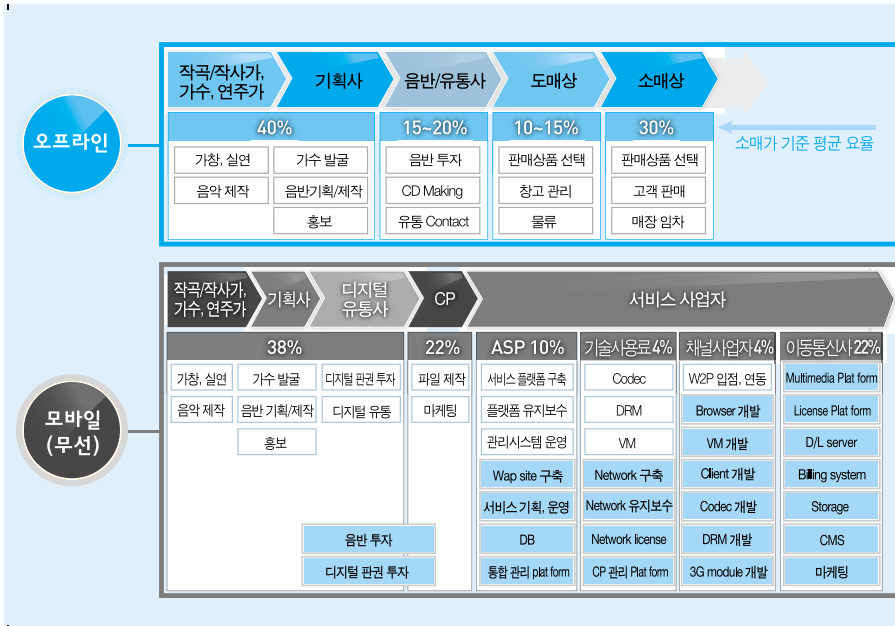 오프라인
작곡/작사가,
가수, 연주가
기획사
음반/유통사
도매상
소매상
40%
15~20%
10~15%
30%
소매가 기준 평균 요율
가창, 실연
가수 발굴
음반 투자
판매상품 선택
판매상품 선택
음악 제작
음반기획/제작
CD Making
창고 관리
고객 판매
홍보
유통 Contact
물류
매장 임차
모바일
(무선)
작곡/작사가,
가수, 연주가
기획사
디지털
유통사
CP
서비스 사업자
38%
22%
ASP 10%
기술사용료4%
채널사업자4%
이동통신사22%
가창, 실연
가수 발굴
디지털 판권 투자
파일 제작
서비스 플랫폼 구축
Codec
W2P 입점, 연동
Multimedia Plat form
음악 제작
음반 기획/제작
디지털 유통
마케팅
플랫폼 유지보수
DRM
Browser 개발
License Plat form
홍보
관리시스템 운영
VM
VM 개발
D/L server
Wap site 구축
Network 구축
Client 개발
Billing system
서비스 기획, 운영
Network 유지보수
Codec 개발
Storage
음반 투자
DB
Network license
DRM 개발
CMS
디지털 판권 투자
통합 관리 plat form
CP 관리 Plat form
3G module 개발
마케팅